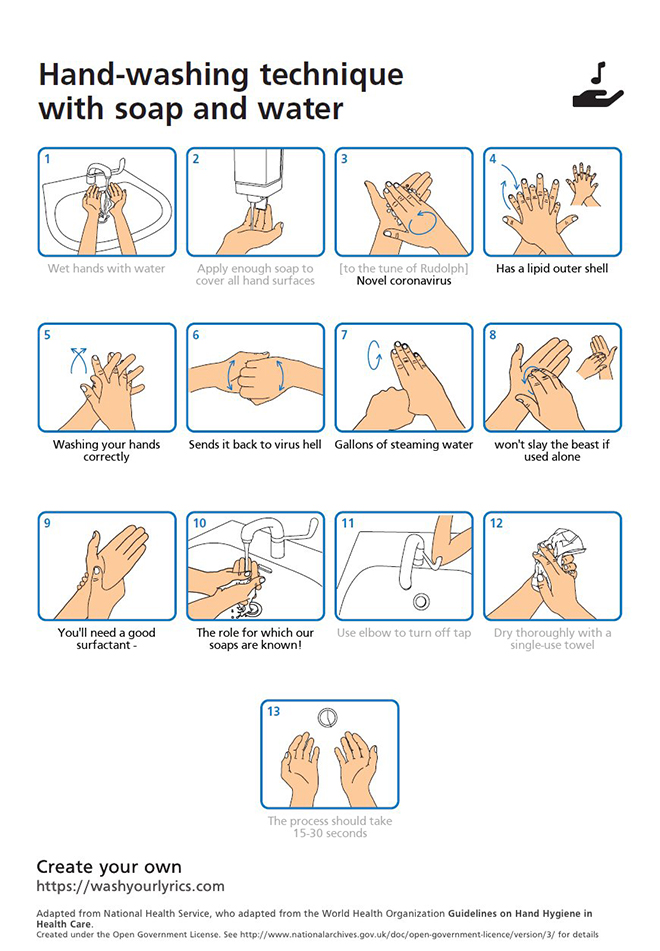 Hand-washing technique
with soap and water
1
2
3
4
Wet hands with water
Apply enough soap to
cover all hand surfaces
[to the tune of Rudolph]
Novel coronavirus
Has a lipid outer shell
5
6
7
8
Washing your hands
correctly
Sends it back to virus hell
Gallons of steaming water
won't slay the beast if
used alone
9
10
11
12
You'll need a good
surfactant -
The role for which our
soaps are known!
Use elbow to turn off tap
Dry thoroughly with a
single-use towel
13
The process should take
15-30 seconds
Create your own
https://washyourlyrics.com
Adapted from National Health Service, who adapted from the World Health Organization Guidelines on Hand Hygiene in
Health Care.
Created under the Open Government License. See http://www.nationalarchives.gov.uk/doc/open-government-licence/version/3/ for details